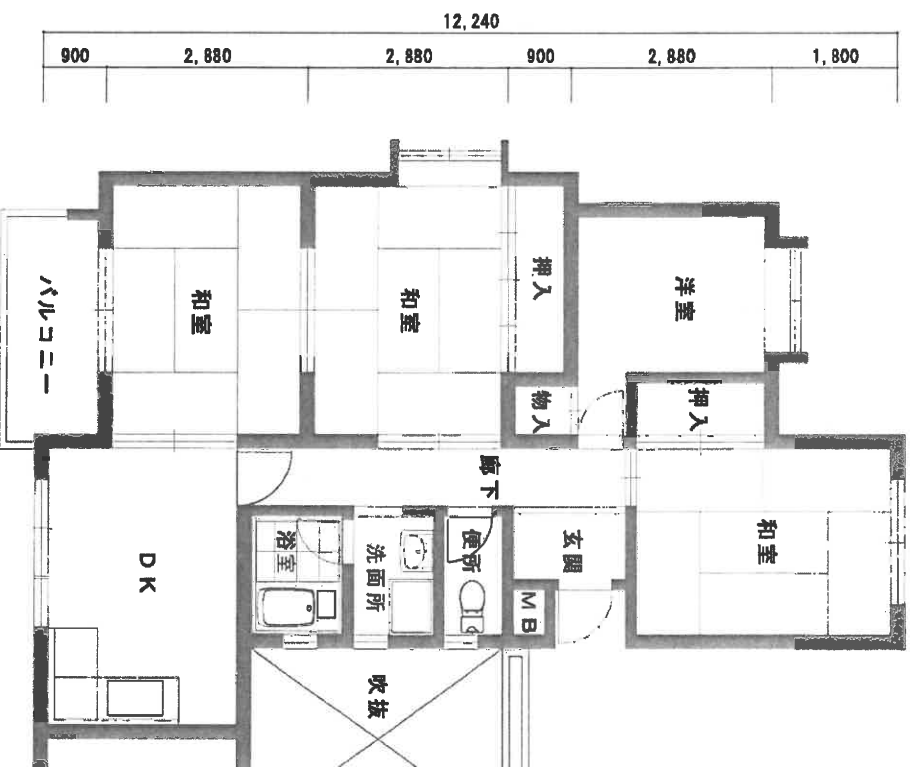 12,240
900
2,880
2,880
900
2,880
1,800
バルコニー
和室
和室
押入
洋室
物入
押入
廊下
和室
DK
浴室
洗面所
便所
玄関
MB
吹抜